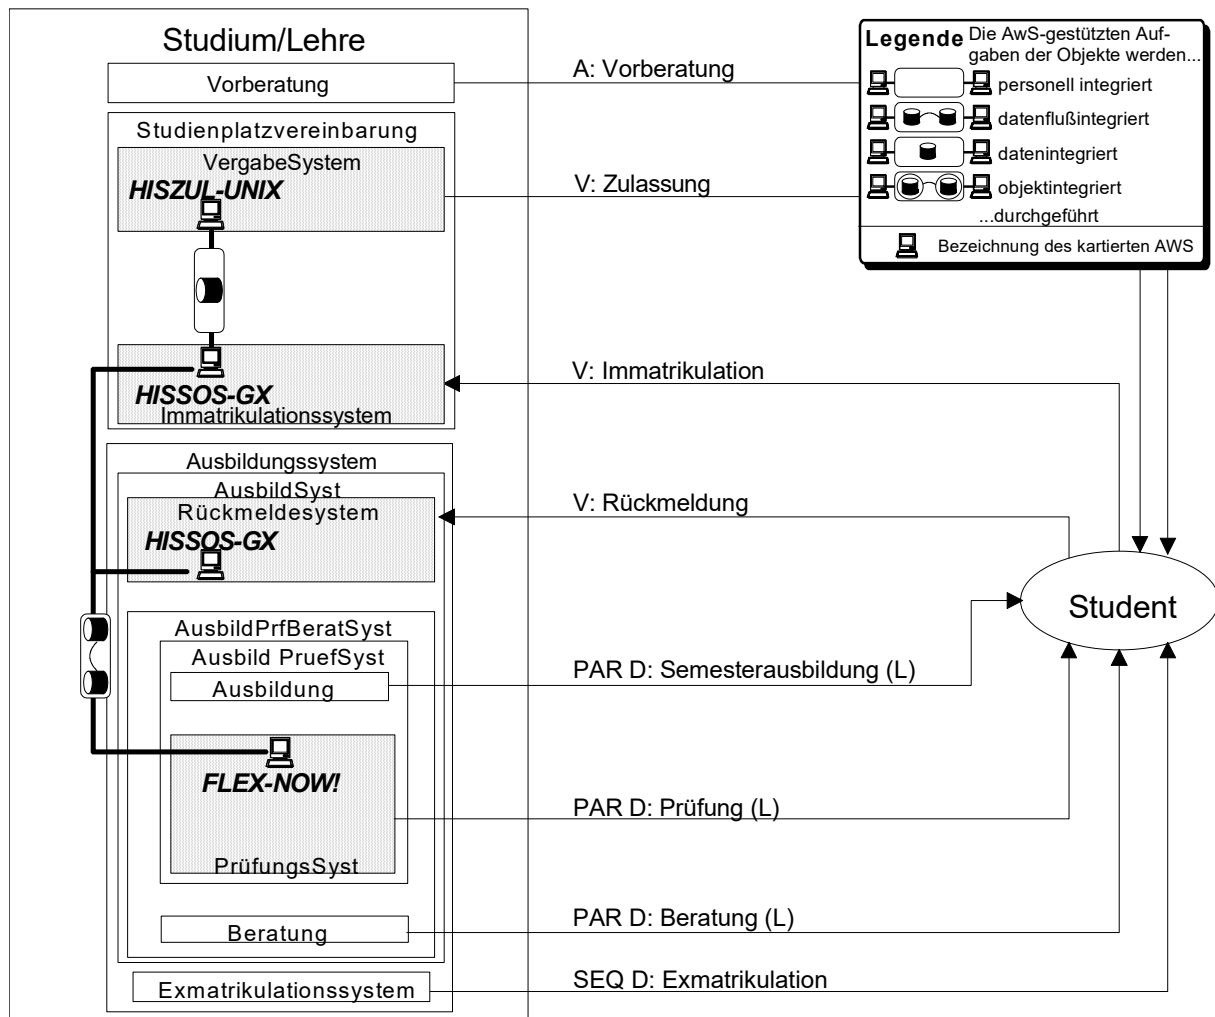 Studium/Lehre
Vorberatung
Studienplatzvereinbarung
VergabeSystem
HISZUL-UNIX
HISSOS-GX
Immatrikulationssystem
Ausbildungssystem
AusbildSyst
Rückmeldesystem
HISSOS-GX
AusbildPrfBeratSyst
Ausbild PruefSyst
Ausbildung
FLEX-NOW!
PrüfungsSyst
Beratung
Exmatrikulationssystem
A: Vorberatung
V: Zulassung
V: Immatrikulation
V: Rückmeldung
PAR D: Semesterausbildung (L)
PAR D: Prüfung (L)
PAR D: Beratung (L)
SEQ D: Exmatrikulation
Legende Die AwS-gestützten Auf-
gaben der Objekte werden...
personell integriert
datenflußintegriert
datenintegriert
objektintegriert
...durchgeführt
Bezeichnung des kartierten AWS
Student